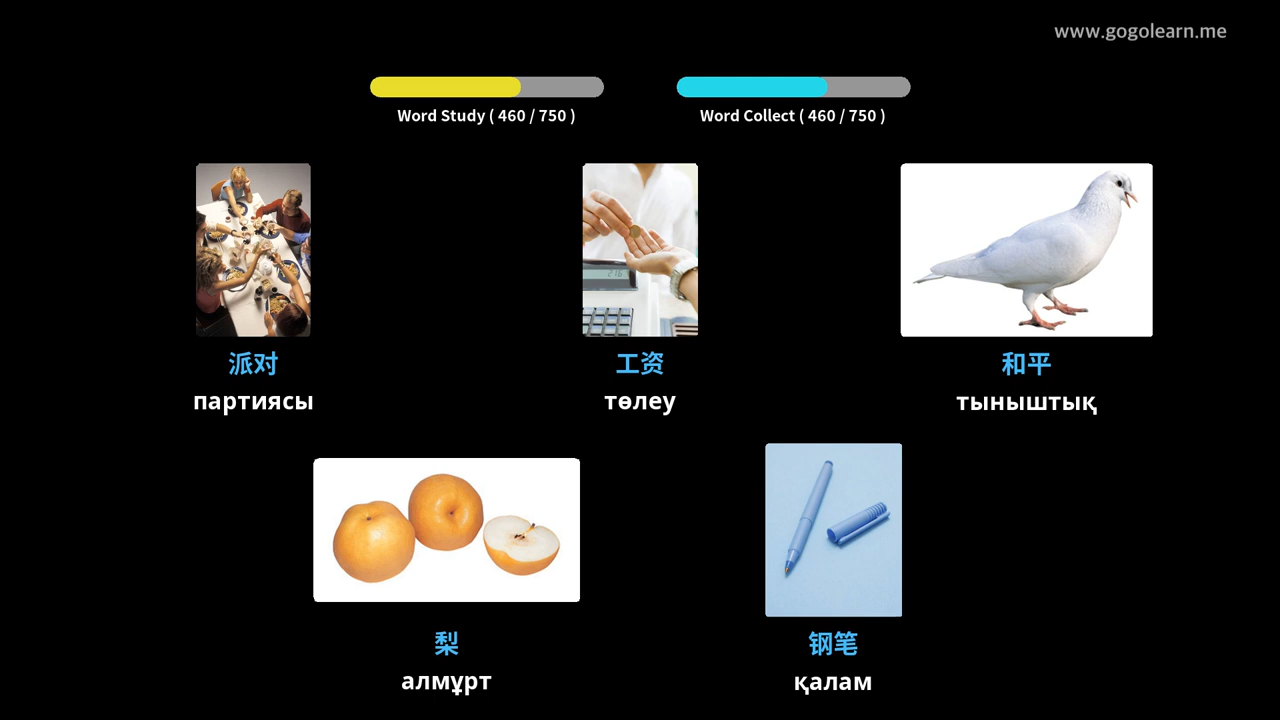 www.gogolearn.me
Word Study ( 460 / 750 )
Word Collect ( 460 / 750 )
派对
партиясы
工资
төлеу
和平
тыныштық
梨
алмұрт
钢笔
қалам